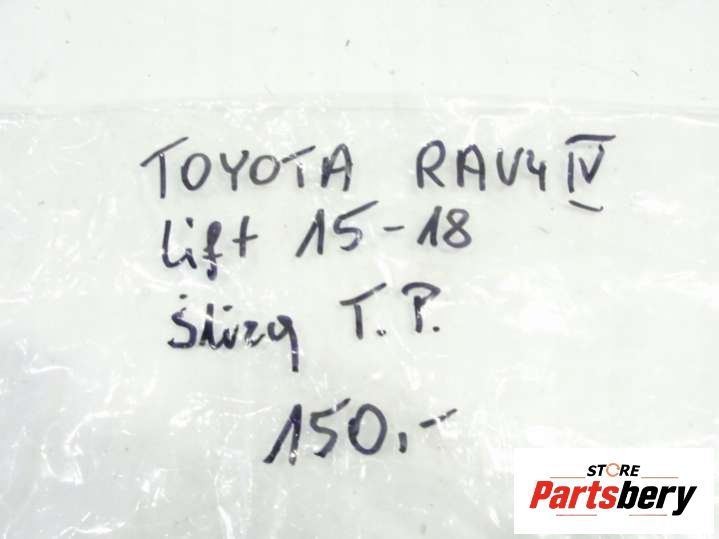 TOYOTA RAV4 IV
Lift 15-18
ślizg T.P.
150,-
STORE
Partsbery